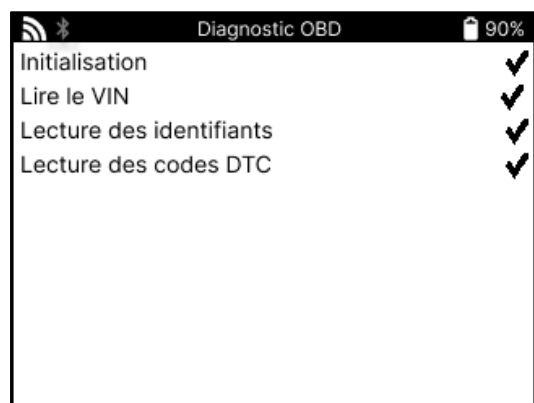 Diagnostic OBD 90%
Initialisation
Lire le VIN
Lecture des identifiants
Lecture des codes DTC